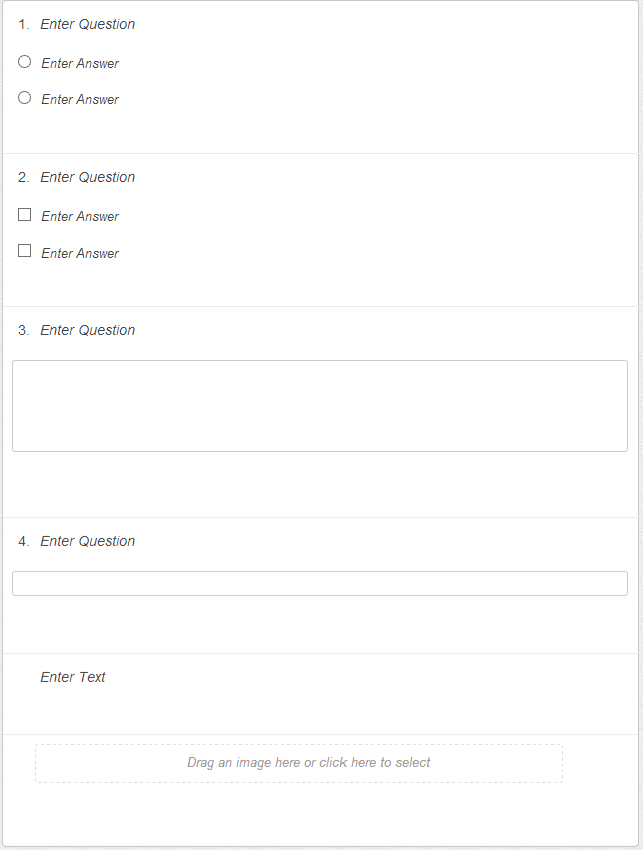 1. Enter Question
Enter Answer
Enter Answer
2. Enter Question
Enter Answer
Enter Answer
3. Enter Question
4. Enter Question
Enter Text
Drag an image here or click here to select